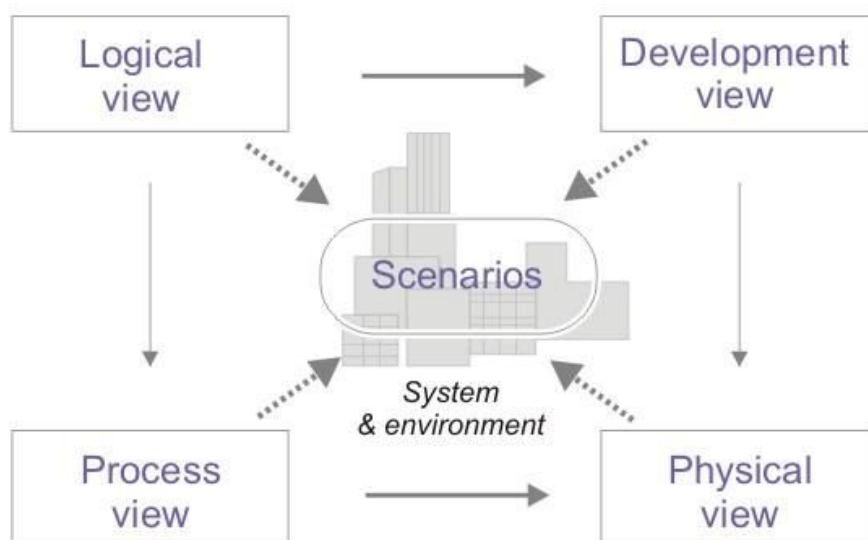 Logical
view
Development
view
Scenarios
System
& environment
Process
view
Physical
view